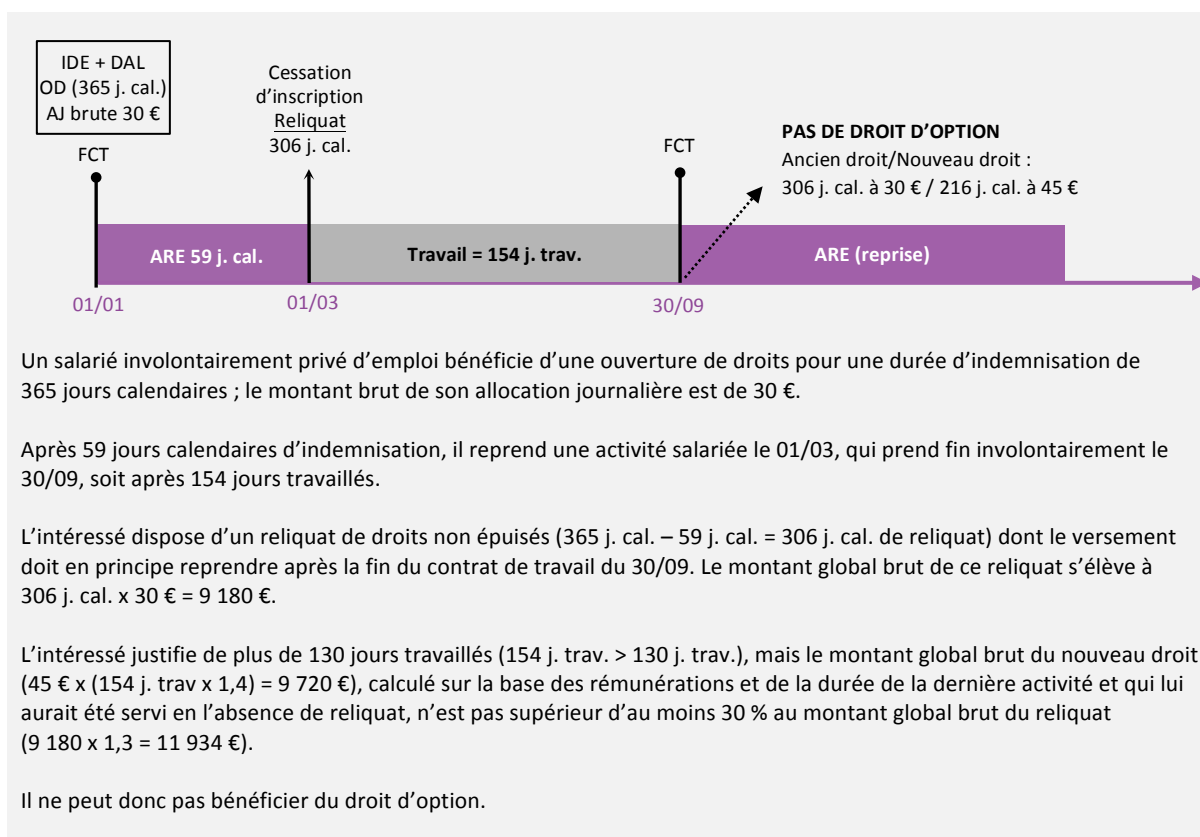 IDE + DAL
OD (365 j. cal.)
AJ brute 30 €
FCT
Cessation
d’inscription
Reliquat
306 j. cal.
FCT
PAS DE DROIT D’OPTION
Ancien droit/Nouveau droit :
306 j. cal. à 30 € / 216 j. cal. à 45 €
ARE 59 j. cal.
Travail = 154 j. trav.
ARE (reprise)
01/01
01/03
30/09
Un salarié involontairement privé d’emploi bénéficie d’une ouverture de droits pour une durée d’indemnisation de
365 jours calendaires ; le montant brut de son allocation journalière est de 30 €.
Après 59 jours calendaires d’indemnisation, il reprend une activité salariée le 01/03, qui prend fin involontairement le
30/09, soit après 154 jours travaillés.
L’intéressé dispose d’un reliquat de droits non épuisés (365 j. cal. – 59 j. cal. = 306 j. cal. de reliquat) dont le versement
doit en principe reprendre après la fin du contrat de travail du 30/09. Le montant global brut de ce reliquat s’élève à
306 j. cal. x 30 € = 9 180 €.
L’intéressé justifie de plus de 130 jours travaillés (154 j. trav. > 130 j. trav.), mais le montant global brut du nouveau droit
(45 € x (154 j. trav x 1,4) = 9 720 €), calculé sur la base des rémunérations et de la durée de la dernière activité et qui lui
aurait été servi en l’absence de reliquat, n’est pas supérieur d’au moins 30 % au montant global brut du reliquat
(9 180 x 1,3 = 11 934 €).
Il ne peut donc pas bénéficier du droit d’option.